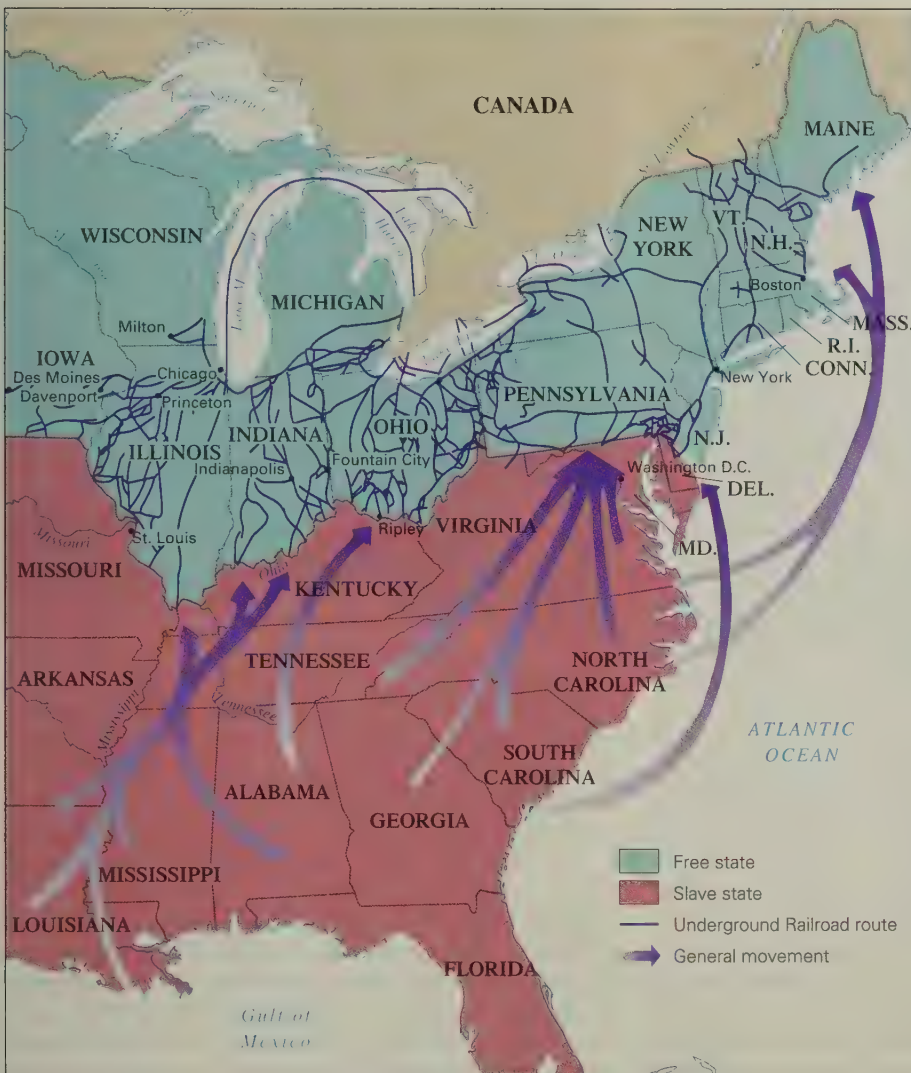 CANADA
MAINE
WISCONSIN
NEW
YORK
VT.
N.H.
MICHIGAN
Boston
Milton
MASS.
R.I.
CONN.
IOWA
Des Moines
Davenport
Chicago
Princeton
New York
PENNSYLVANIA
ILLINOIS
INDIANA
OHIO
N.J.
Indianapolis
Fountain City
Washington D.C.
DEL.
St. Louis
Ripley
VIRGINIA
MD.
Missouri
MISSOURI
Ohio
KENTUCKY
ARKANSAS
TENNESSEE
NORTH
CAROLINA
Mississippi
Tennessee
SOUTH
CAROLINA
ATLANTIC
OCEAN
ALABAMA
GEORGIA
MISSISSIPPI
LOUISIANA
FLORIDA
Gulf of
Mexico
Free state
Slave state
Underground Railroad route
General movement